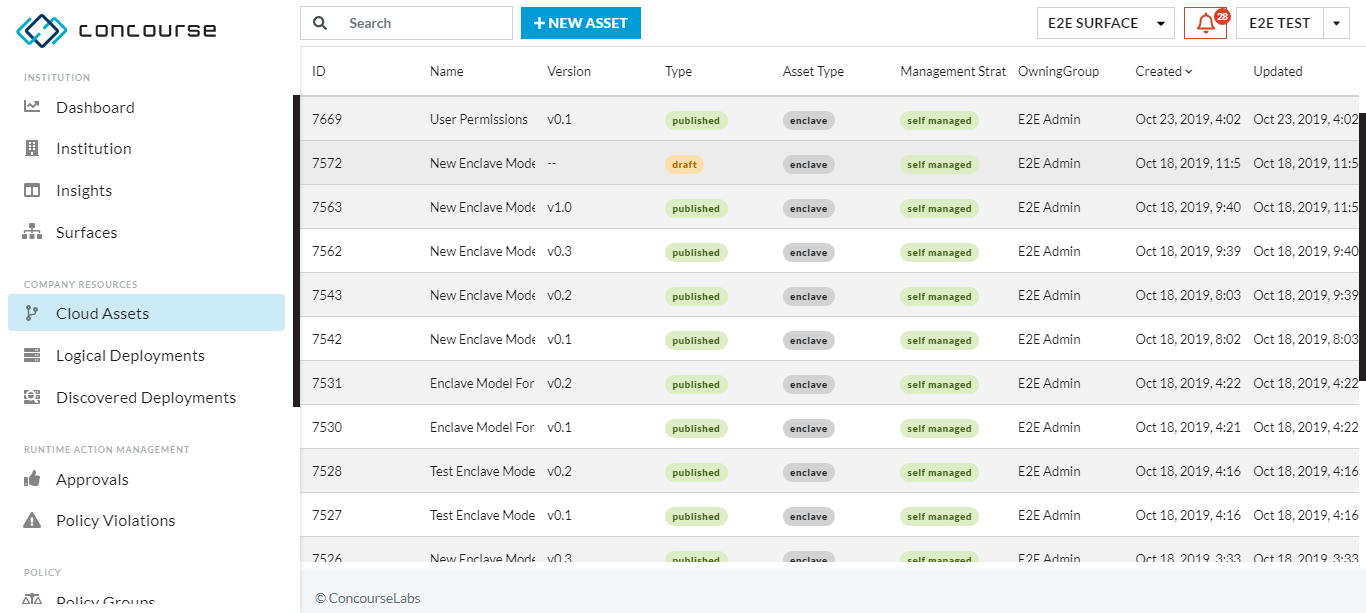 concourse
Search
+ NEW ASSET
E2E SURFACE
28
E2E TEST
INSTITUTION
Dashboard
Institution
Insights
Surfaces
COMPANY RESOURCES
Cloud Assets
Logical Deployments
Discovered Deployments
RUNTIME ACTION MANAGEMENT
Approvals
Policy Violations
POLICY
Policy Groups
ID Name Version Type Asset Type Management Strat OwningGroup Created Updated
7669 User Permissions v0.1 published enclave self managed E2E Admin Oct 23, 2019, 4:02 Oct 23, 2019, 4:02
7572 New Enclave Mode -- draft enclave self managed E2E Admin Oct 18, 2019, 11:5 Oct 18, 2019, 11:5
7563 New Enclave Mode v1.0 published enclave self managed E2E Admin Oct 18, 2019, 9:40 Oct 18, 2019, 11:5
7562 New Enclave Mode v0.3 published enclave self managed E2E Admin Oct 18, 2019, 9:39 Oct 18, 2019, 9:40
7543 New Enclave Mode v0.2 published enclave self managed E2E Admin Oct 18, 2019, 8:03 Oct 18, 2019, 9:39
7542 New Enclave Mode v0.1 published enclave self managed E2E Admin Oct 18, 2019, 8:02 Oct 18, 2019, 8:03
7531 Enclave Model For v0.2 published enclave self managed E2E Admin Oct 18, 2019, 4:22 Oct 18, 2019, 4:22
7530 Enclave Model For v0.1 published enclave self managed E2E Admin Oct 18, 2019, 4:21 Oct 18, 2019, 4:22
7528 Test Enclave Mode v0.2 published enclave self managed E2E Admin Oct 18, 2019, 4:16 Oct 18, 2019, 4:16
7527 Test Enclave Mode v0.1 published enclave self managed E2E Admin Oct 18, 2019, 4:16 Oct 18, 2019, 4:16
7526 New Enclave Mode v0.3 published enclave self managed E2E Admin Oct 18, 2019, 3:33 Oct 18, 2019, 3:33
© ConcourseLabs